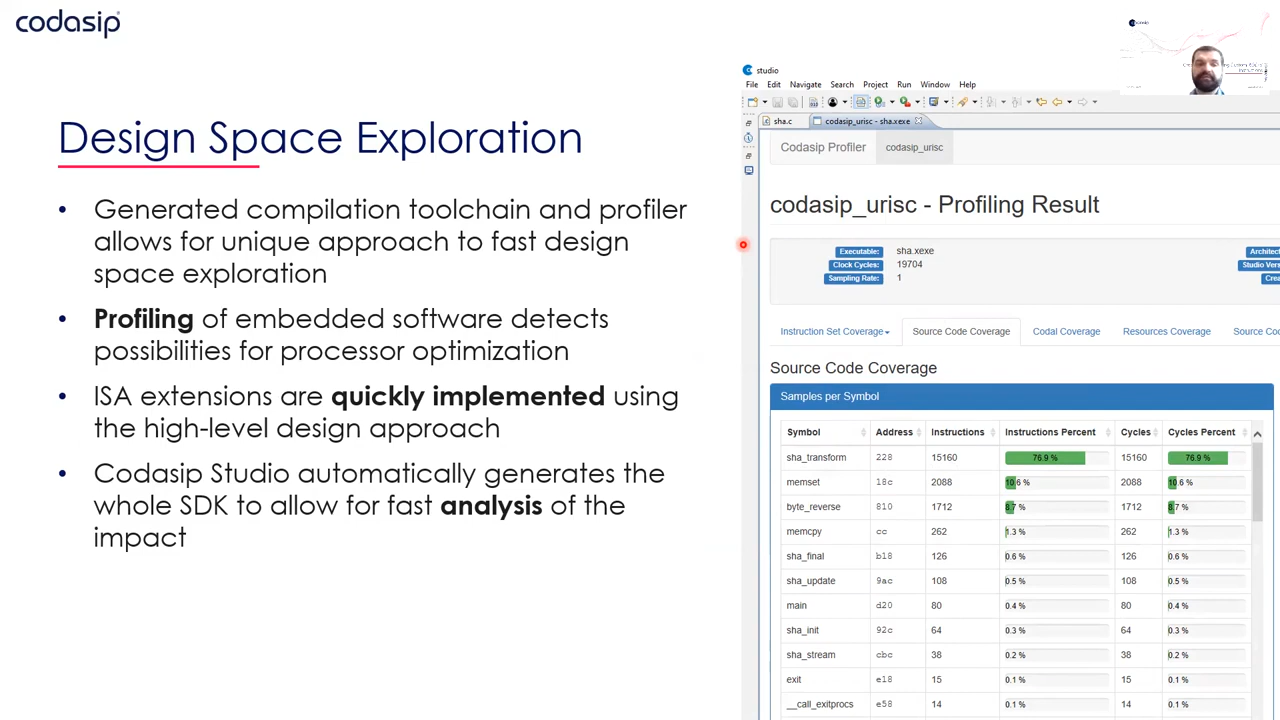 codasip
Design Space Exploration
• Generated compilation toolchain and profiler
allows for unique approach to fast design
space exploration
• Profiling of embedded software detects
possibilities for processor optimization
• ISA extensions are quickly implemented using
the high-level design approach
• Codasip Studio automatically generates the
whole SDK to allow for fast analysis of the
impact
studio
File Edit Navigate Search Project Run Window Help
sha.c codasip_urisc - sha.xexe
Codasip Profiler codasip_urisc
codasip_urisc - Profiling Result
Executable: sha.xexe Architect
Clock Cycles: 19704 Studio Vers
Sampling Rate: 1 Crea
Instruction Set Coverage Source Code Coverage Codal Coverage Resources Coverage Source Co
Source Code Coverage
Samples per Symbol
Symbol Address Instructions Instructions Percent Cycles Cycles Percent
sha_transform 228 15160 76.9 % 15160 76.9 %
memset 18c 2088 10.6 % 2088 10.6 %
byte_reverse 810 1712 8.7 % 1712 8.7 %
memcpy cc 262 1.3 % 262 1.3 %
sha_final b18 126 0.6 % 126 0.6 %
sha_update 9ac 108 0.5 % 108 0.5 %
main d20 80 0.4 % 80 0.4 %
sha_init 92c 64 0.3 % 64 0.3 %
sha_stream cbc 38 0.2 % 38 0.2 %
exit e18 15 0.1 % 15 0.1 %
__call_exitprocs e58 14 0.1 % 14 0.1 %